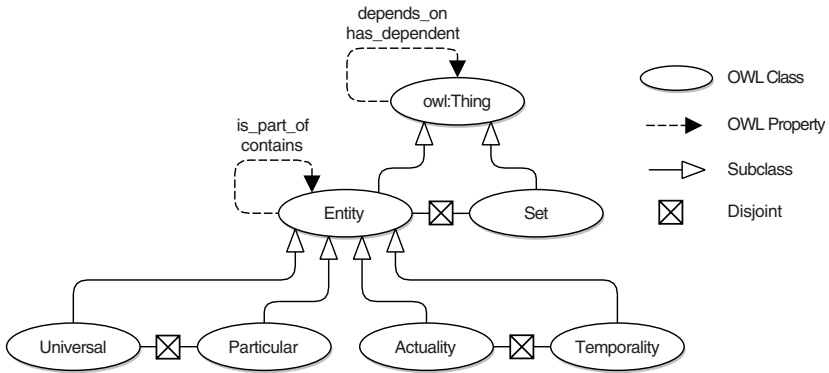 depends_on
has_dependent
owl:Thing
OWL Class
is_part_of
contains
OWL Property
Subclass
Entity
Set
Disjoint
Universal
Particular
Actuality
Temporality